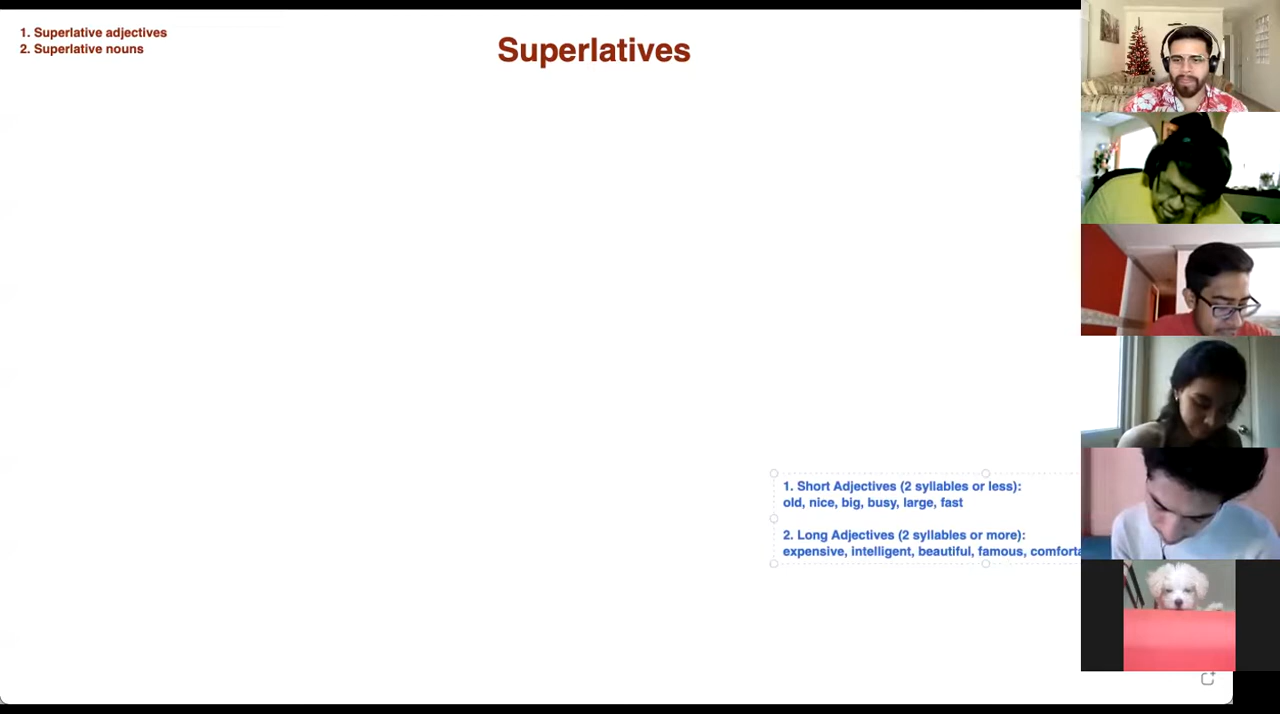 1. Superlative adjectives
2. Superlative nouns
Superlatives
1. Short Adjectives (2 syllables or less):
old, nice, big, busy, large, fast
2. Long Adjectives (2 syllables or more):
expensive, intelligent, beautiful, famous,